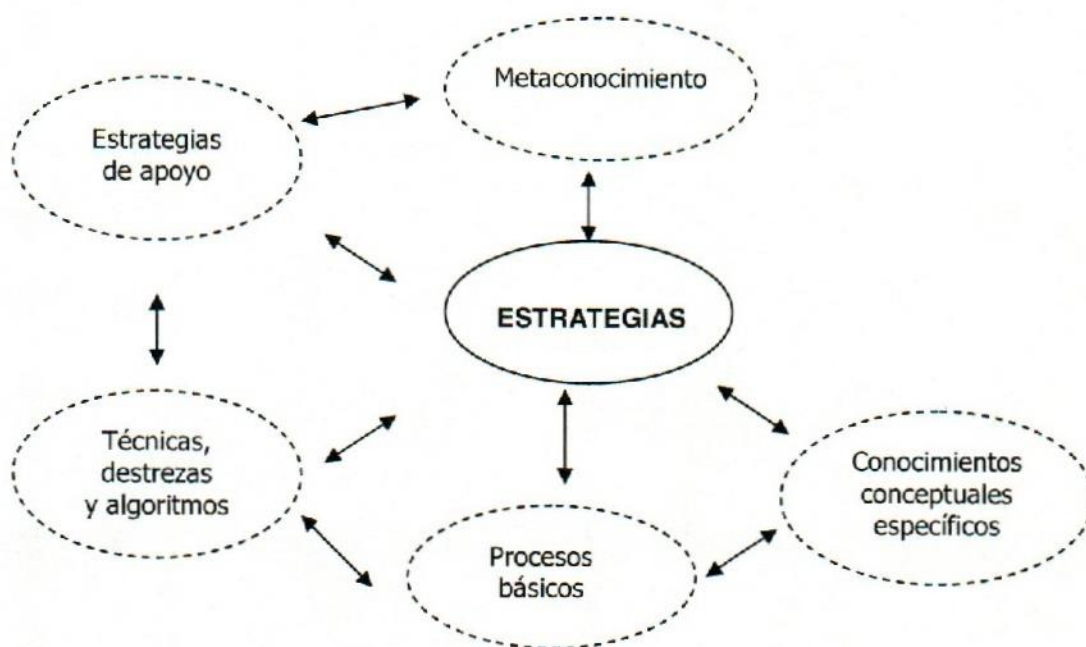 Metaconocimiento
Estrategias
de apoyo
ESTRATEGIAS
Técnicas,
destrezas
y algoritmos
Conocimientos
conceptuales
específicos
Procesos
básicos